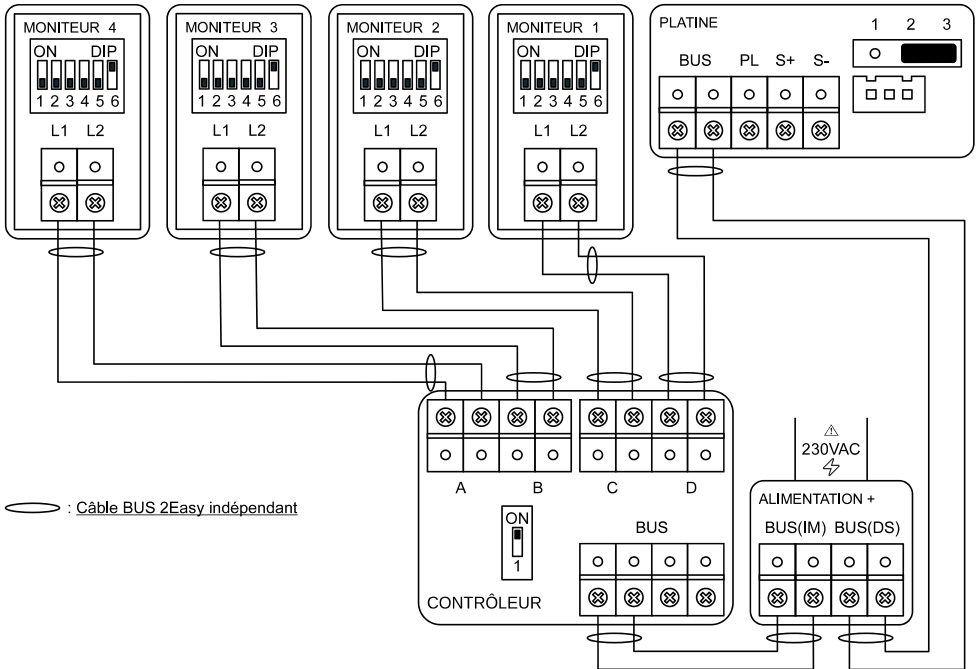 MONITEUR 4
ON DIP
1 2 3 4 5 6
L1 L2
MONITEUR 3
ON DIP
1 2 3 4 5 6
L1 L2
MONITEUR 2
ON DIP
1 2 3 4 5 6
L1 L2
MONITEUR 1
ON DIP
1 2 3 4 5 6
L1 L2
PLATINE
1 2 3
BUS PL S+ S-
A B C D
ON
1
BUS
CONTRÔLEUR
230VAC
ALIMENTATION +
BUS(IM) BUS(DS)
: Câble BUS 2Easy indépendant